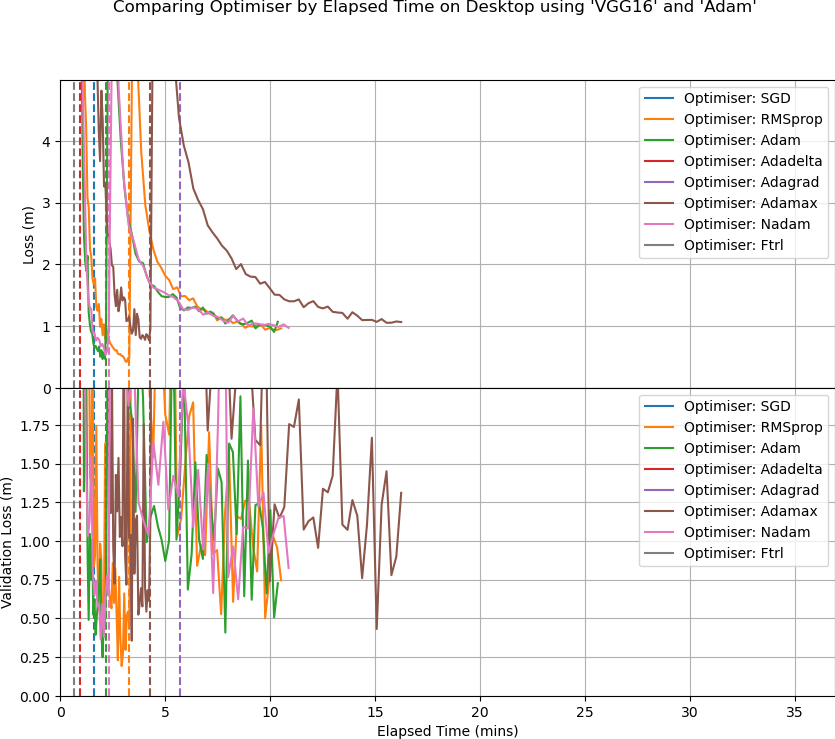 Comparing Optimiser by Elapsed Time on Desktop using 'VGG16' and 'Adam'
Loss (m)
4
3
2
1
0
Optimiser: SGD
Optimiser: RMSprop
Optimiser: Adam
Optimiser: Adadelta
Optimiser: Adagrad
Optimiser: Adamax
Optimiser: Nadam
Optimiser: Ftrl
Validation Loss (m)
1.75
1.50
1.25
1.00
0.75
0.50
0.25
0.00
Optimiser: SGD
Optimiser: RMSprop
Optimiser: Adam
Optimiser: Adadelta
Optimiser: Adagrad
Optimiser: Adamax
Optimiser: Nadam
Optimiser: Ftrl
0 5 10 15 20 25 30 35
Elapsed Time (mins)